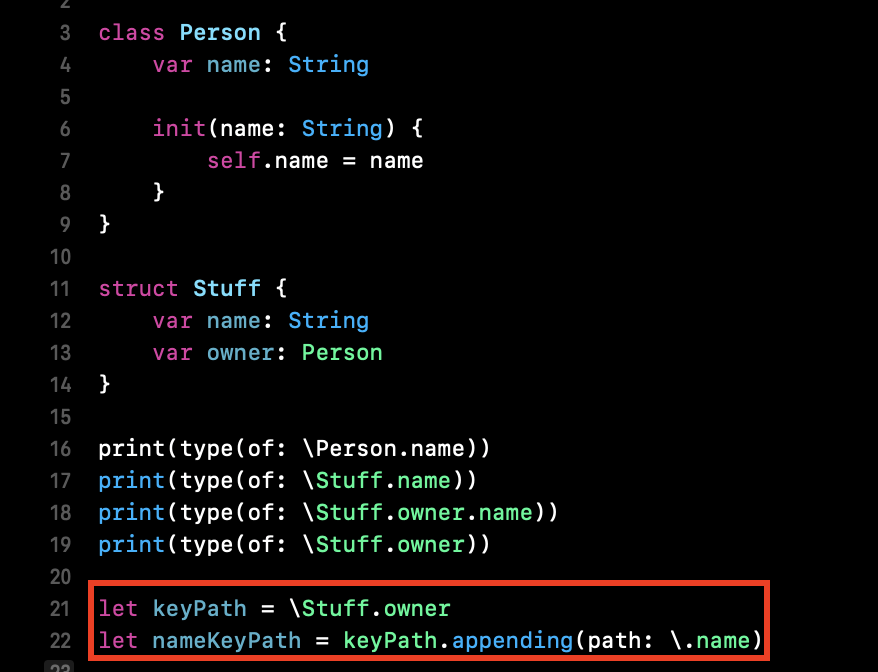 2
3 class Person {
4     var name: String
5
6     init(name: String) {
7         self.name = name
8     }
9 }
10
11 struct Stuff {
12     var name: String
13     var owner: Person
14 }
15
16 print(type(of: \Person.name))
17 print(type(of: \Stuff.name))
18 print(type(of: \Stuff.owner.name))
19 print(type(of: \Stuff.owner))
20
21 let keyPath = \Stuff.owner
22 let nameKeyPath = keyPath.appending(path: \.name)
23